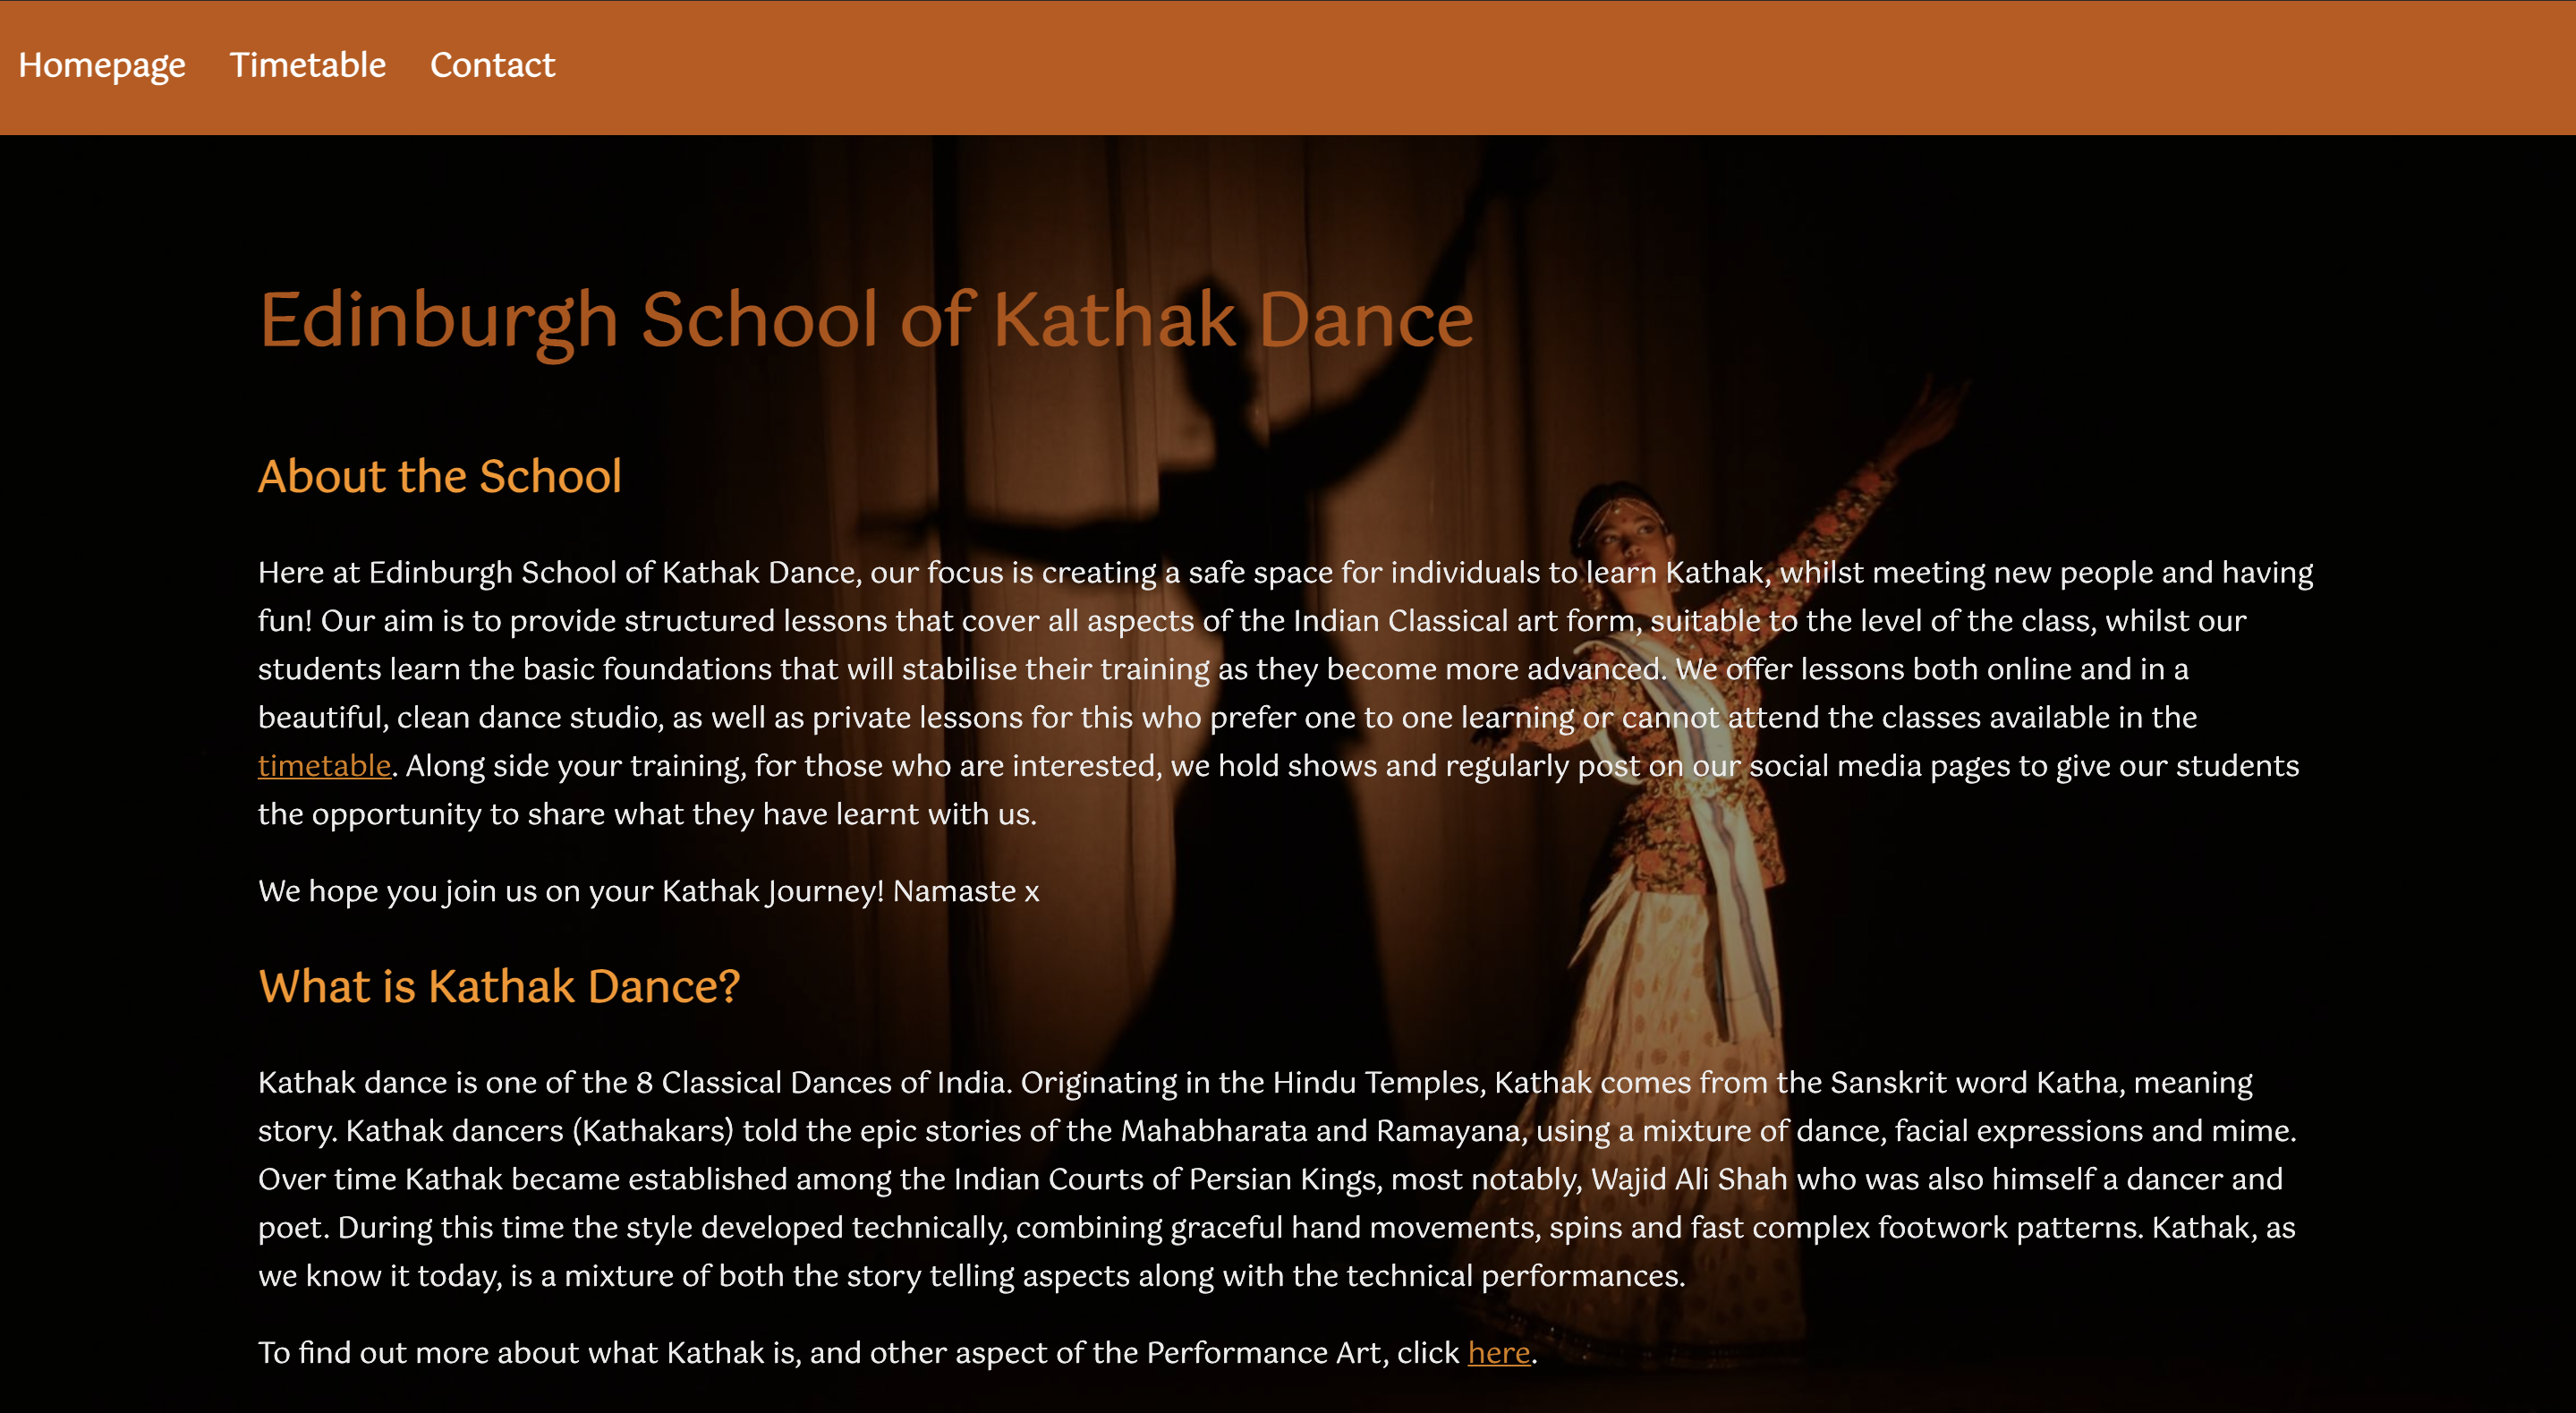 Homepage Timetable Contact
Edinburgh School of Kathak Dance
About the School
Here at Edinburgh School of Kathak Dance, our focus is creating a safe space for individuals to learn Kathak, whilst meeting new people and having
fun! Our aim is to provide structured lessons that cover all aspects of the Indian Classical art form, suitable to the level of the class, whilst our
students learn the basic foundations that will stabilise their training as they become more advanced. We offer lessons both online and in a
beautiful, clean dance studio, as well as private lessons for this who prefer one to one learning or cannot attend the classes available in the
timetable. Along side your training, for those who are interested, we hold shows and regularly post on our social media pages to give our students
the opportunity to share what they have learnt with us.
We hope you join us on your Kathak Journey! Namaste x
What is Kathak Dance?
Kathak dance is one of the 8 Classical Dances of India. Originating in the Hindu Temples, Kathak comes from the Sanskrit word Katha, meaning
story. Kathak dancers (Kathakars) told the epic stories of the Mahabharata and Ramayana, using a mixture of dance, facial expressions and mime.
Over time Kathak became established among the Indian Courts of Persian Kings, most notably, Wajid Ali Shah who was also himself a dancer and
poet. During this time the style developed technically, combining graceful hand movements, spins and fast complex footwork patterns. Kathak, as
we know it today, is a mixture of both the story telling aspects along with the technical performances.
To find out more about what Kathak is, and other aspect of the Performance Art, click here.